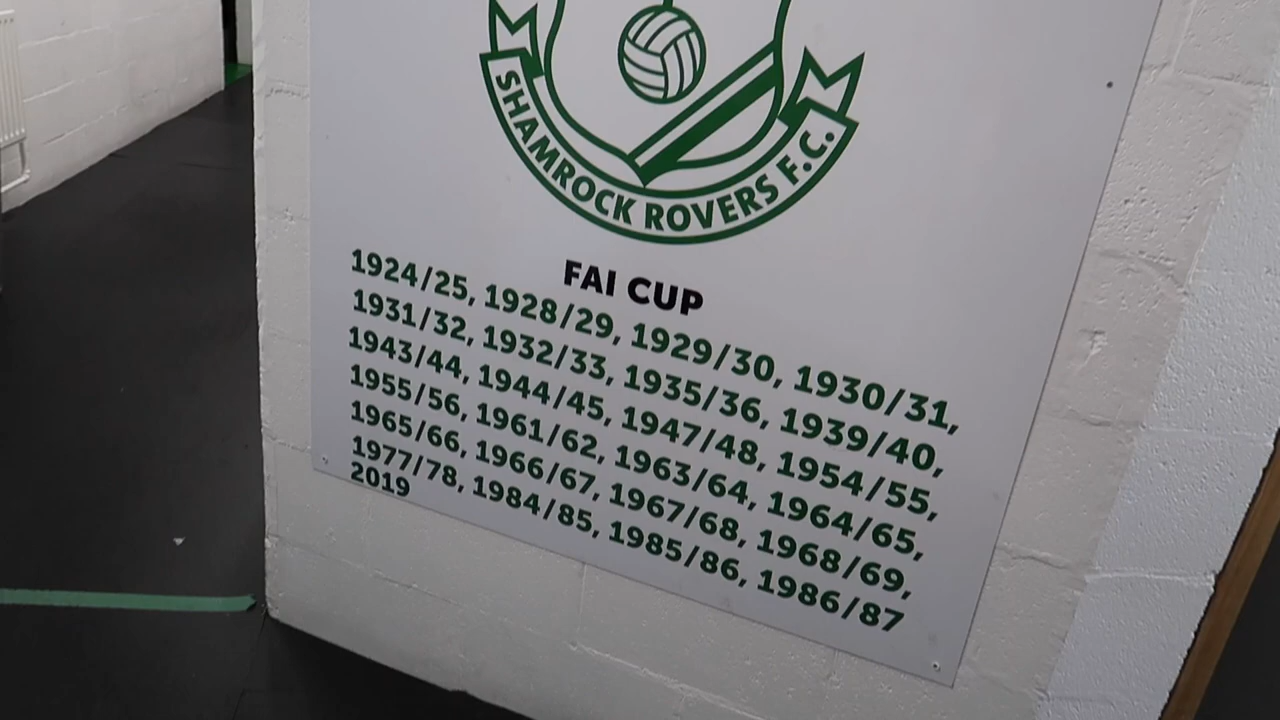 SHAMROCK ROVERS F.C.
FAI CUP
1924/25, 1928/29, 1929/30, 1930/31,
1931/32, 1932/33, 1935/36, 1939/40,
1943/44, 1944/45, 1947/48, 1954/55,
1955/56, 1961/62, 1963/64, 1964/65,
1965/66, 1966/67, 1967/68, 1968/69,
1977/78, 1984/85, 1985/86, 1986/87
2019